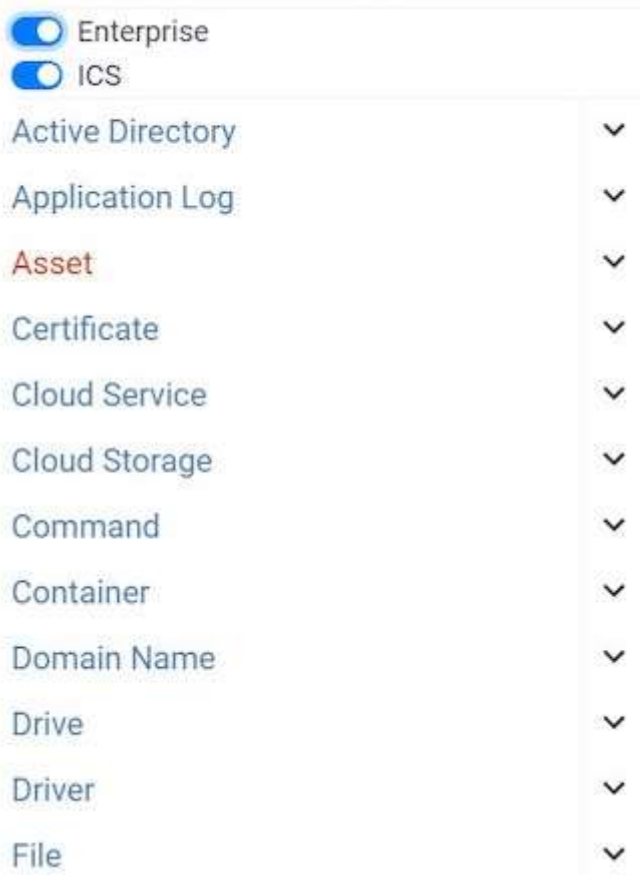 Enterprise
ICS
Active Directory
Application Log
Asset
Certificate
Cloud Service
Cloud Storage
Command
Container
Domain Name
Drive
Driver
File